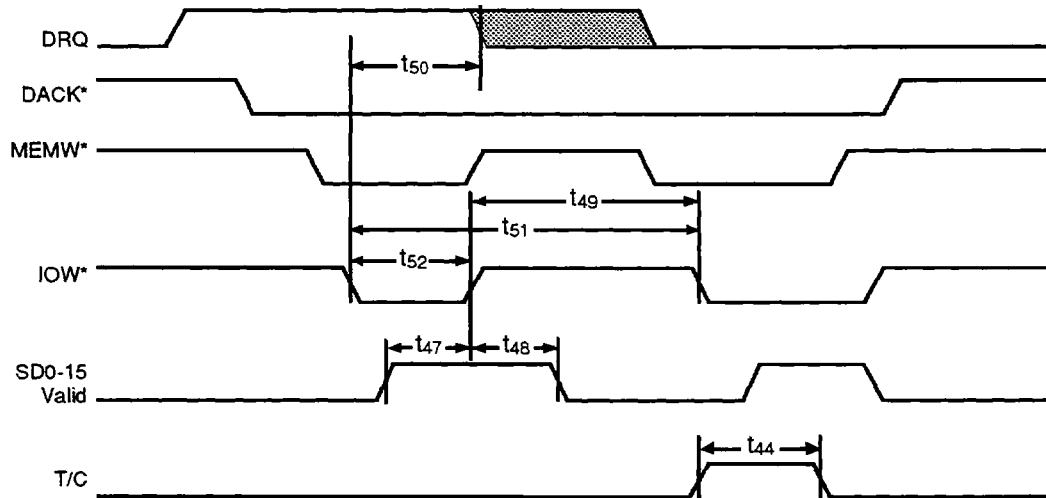 DRQ
t50
DACK*
MEMW*
t49
t51
t52
IOW*
t47
t48
SD0-15
Valid
t44
T/C